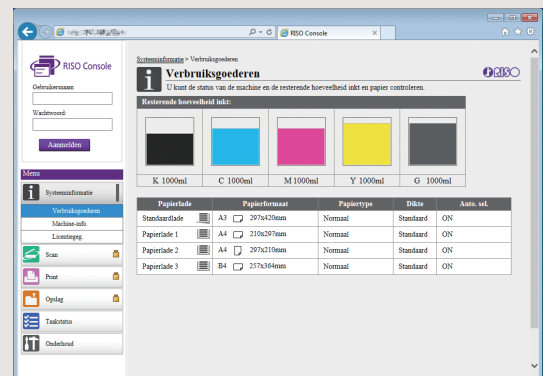 RISO Console
RISO Console
Gebruikersnaam:
Wachtwoord:
Aanmelden
Menu
Systeeminformatie
Verbruiksgoederen
Machine-info.
Licentiegeg.
Scan
Print
Opslag
Taakstatus
Onderhoud
Systeeminformatie > Verbruiksgoederen
Verbruiksgoederen
RISO
U kunt de status van de machine en de resterende hoeveelheid inkt en papier controleren.
Resterende hoeveelheid inkt:
K 1000ml C 1000ml M 1000ml Y 1000ml G 1000ml
Papierlade Papierformaat Papiertype Dikte Auto. sel.
Standaardlade A3 297x420mm Normaal Standaard ON
Papierlade 1 A4 210x297mm Normaal Standaard ON
Papierlade 2 A4 297x210mm Normaal Standaard ON
Papierlade 3 B4 257x364mm Normaal Standaard ON